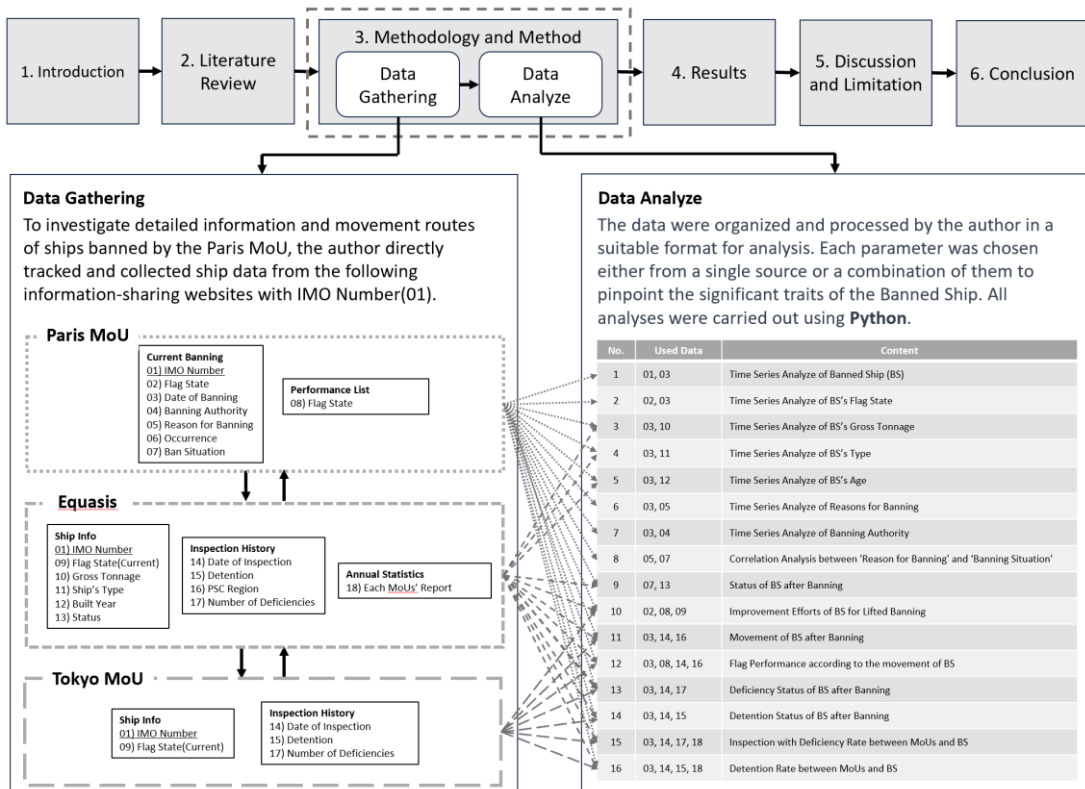 1. Introduction
2. Literature
Review
3. Methodology and Method
Data
Gathering
Data
Analyze
4. Results
5. Discussion
and Limitation
6. Conclusion
Data Gathering
To investigate detailed information and movement routes
of ships banned by the Paris MoU, the author directly
tracked and collected ship data from the following
information-sharing websites with IMO Number(01).
Paris MoU
Current Banning
01) IMO Number
02) Flag State
03) Date of Banning
04) Banning Authority
05) Reason for Banning
06) Occurrence
07) Ban Situation
Performance List
08) Flag State
Equasis
Ship Info
01) IMO Number
09) Flag State(Current)
10) Gross Tonnage
11) Ship's Type
12) Built Year
13) Status
Inspection History
14) Date of Inspection
15) Detention
16) PSC Region
17) Number of Deficiencies
Annual Statistics
18) Each MoUs' Report
Tokyo MoU
Ship Info
01) IMO Number
09) Flag State(Current)
Inspection History
14) Date of Inspection
15) Detention
17) Number of Deficiencies
Data Analyze
The data were organized and processed by the author in a
suitable format for analysis. Each parameter was chosen
either from a single source or a combination of them to
pinpoint the significant traits of the Banned Ship. All
analyses were carried out using Python.
No. Used Data Content
1 01, 03 Time Series Analyze of Banned Ship (BS)
2 02, 03 Time Series Analyze of BS's Flag State
3 03, 10 Time Series Analyze of BS's Gross Tonnage
4 03, 11 Time Series Analyze of BS's Type
5 03, 12 Time Series Analyze of BS's Age
6 03, 05 Time Series Analyze of Reasons for Banning
7 03, 04 Time Series Analyze of Banning Authority
8 05, 07 Correlation Analysis between 'Reason for Banning' and 'Banning Situation'
9 07, 13 Status of BS after Banning
10 02, 08, 09 Improvement Efforts of BS for Lifted Banning
11 03, 14, 16 Movement of BS after Banning
12 03, 08, 14, 16 Flag Performance according to the movement of BS
13 03, 14, 17 Deficiency Status of BS after Banning
14 03, 14, 15 Detention Status of BS after Banning
15 03, 14, 17, 18 Inspection with Deficiency Rate between MoUs and BS
16 03, 14, 15, 18 Detention Rate between MoUs and BS